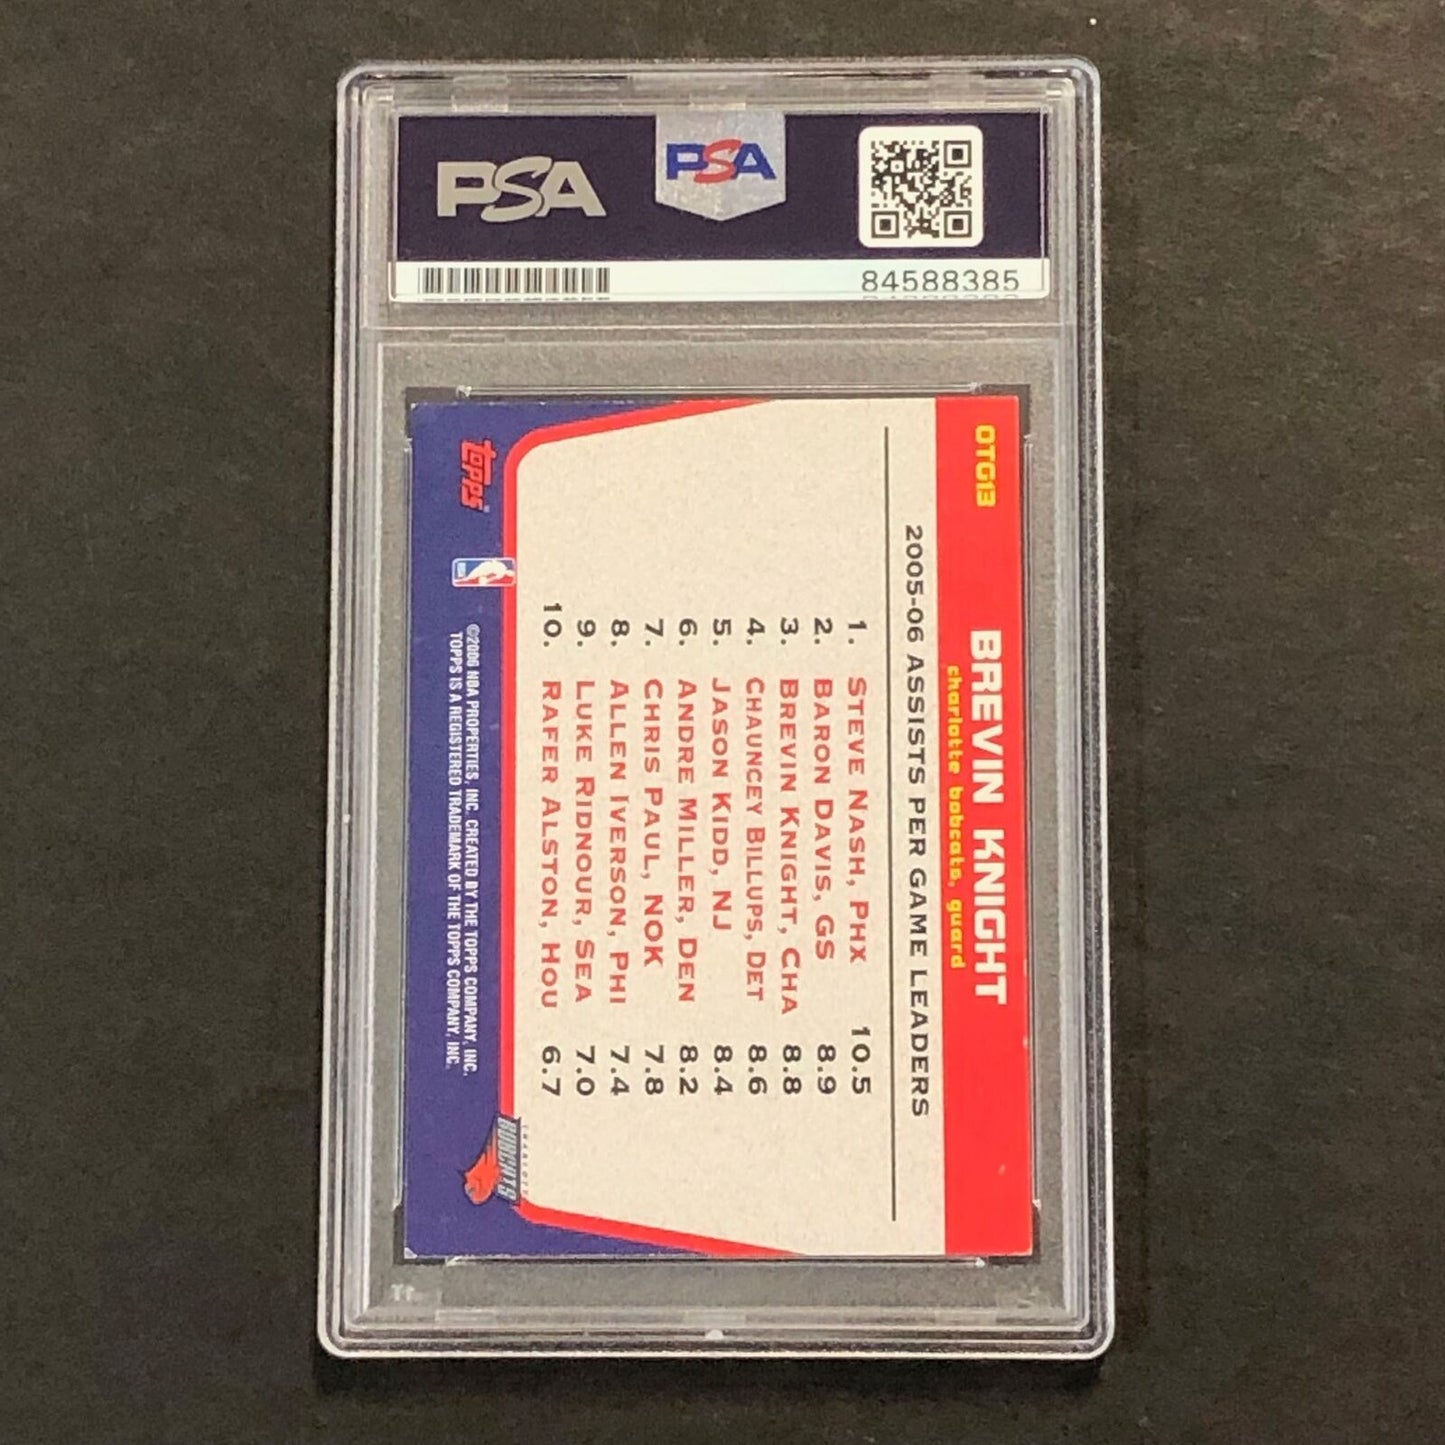 PSA
PSA
84588385
OTG13
BREVIN KNIGHT
charlotte bobcats, guard
2005-06 ASSISTS PER GAME LEADERS
1. STEVE NASH, PHX 10.5
2. BARON DAVIS, GS 8.9
3. BREVIN KNIGHT, CHA 8.8
4. CHAUNCEY BILLUPS, DET 8.6
5. JASON KIDD, NJ 8.4
6. ANDRE MILLER, DEN 8.2
7. CHRIS PAUL, NOK 7.8
8. ALLEN IVERSON, PHI 7.4
9. LUKE RIDNOUR, SEA 7.0
10. RAFER ALSTON, HOU 6.7
topps
NBA
©2006 NBA PROPERTIES, INC. CREATED BY THE TOPPS COMPANY, INC.
TOPPS IS A REGISTERED TRADEMARK OF THE TOPPS COMPANY, INC.
CHARLOTTE
BOBCATS